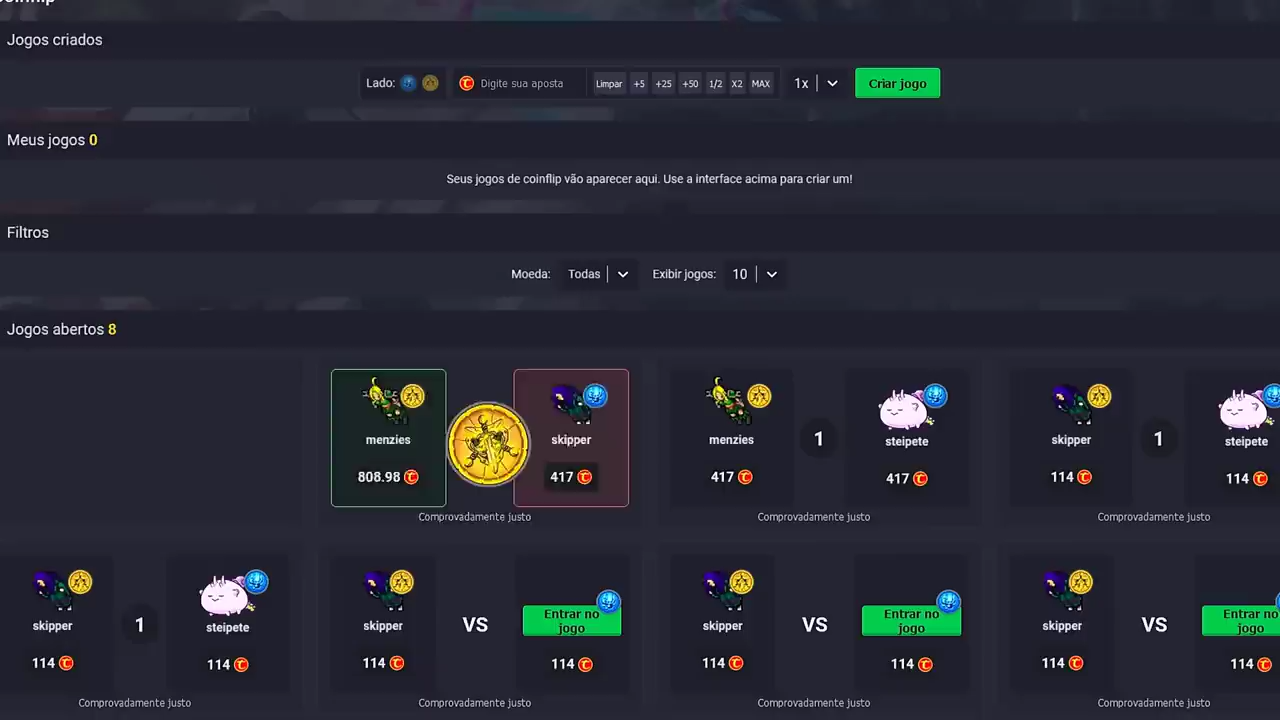 Coinflip
Jogos criados
Lado: Digite sua aposta Limpar +5 +25 +50 1/2 X2 MAX 1x Criar jogo
Meus jogos 0
Seus jogos de coinflip vão aparecer aqui. Use a interface acima para criar um!
Filtros
Moeda: Todas Exibir jogos: 10
Jogos abertos 8
menzies skipper menzies 1 steipete skipper 1 steipete
808.98 417 417 417 114 114
Comprovadamente justo Comprovadamente justo Comprovadamente justo
skipper 1 steipete skipper VS Entrar no jogo skipper VS Entrar no jogo skipper VS Entrar no jogo
114 114 114 114 114 114 114 114
Comprovadamente justo Comprovadamente justo Comprovadamente justo Comprovadamente justo